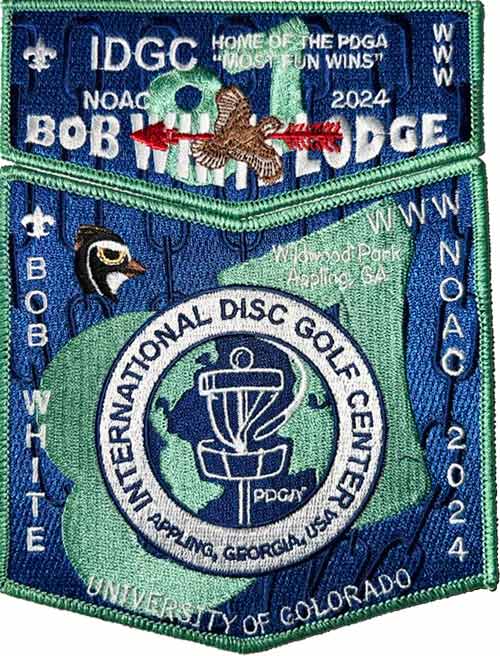 IDGC
HOME OF THE PDGA
"MOST FUN WINS"
WWW
NOAC
2024
BOB WHITE LODGE
WWW
NOAC 2024
Wildwood Park
Appling, GA
BOB WHITE
INTERNATIONAL DISC GOLF CENTER
PDGA
APPLING, GEORGIA, USA
UNIVERSITY OF COLORADO